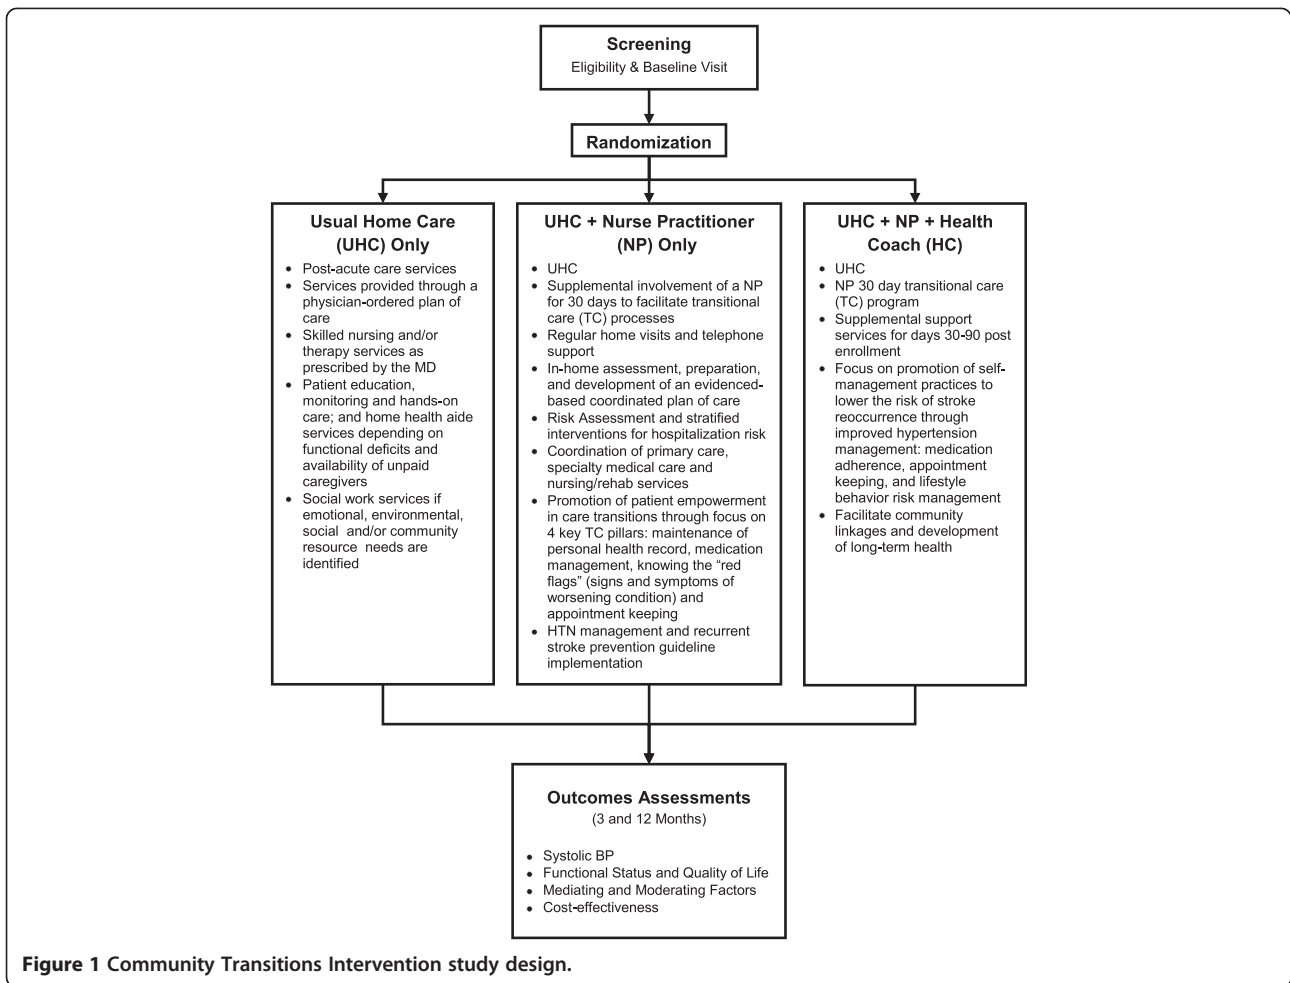 Screening
Eligibility & Baseline Visit
Randomization
Usual Home Care
(UHC) Only
• Post-acute care services
• Services provided through a
physician-ordered plan of
care
• Skilled nursing and/or
therapy services as
prescribed by the MD
• Patient education,
monitoring and hands-on
care; and home health aide
services depending on
functional deficits and
availability of unpaid
caregivers
• Social work services if
emotional, environmental,
social and/or community
resource needs are
identified
UHC + Nurse Practitioner
(NP) Only
• UHC
• Supplemental involvement of a NP
for 30 days to facilitate transitional
care (TC) processes
• Regular home visits and telephone
support
• In-home assessment, preparation,
and development of an evidenced-
based coordinated plan of care
• Risk Assessment and stratified
interventions for hospitalization risk
• Coordination of primary care,
specialty medical care and
nursing/rehab services
• Promotion of patient empowerment
in care transitions through focus on
4 key TC pillars: maintenance of
personal health record, medication
management, knowing the “red
flags” (signs and symptoms of
worsening condition) and
appointment keeping
• HTN management and recurrent
stroke prevention guideline
implementation
UHC + NP + Health
Coach (HC)
• UHC
• NP 30 day transitional care
(TC) program
• Supplemental support
services for days 30-90 post
enrollment
• Focus on promotion of self-
management practices to
lower the risk of stroke
reoccurrence through
improved hypertension
management: medication
adherence, appointment
keeping, and lifestyle
behavior risk management
• Facilitate community
linkages and development
of long-term health
Outcomes Assessments
(3 and 12 Months)
• Systolic BP
• Functional Status and Quality of Life
• Mediating and Moderating Factors
• Cost-effectiveness
Figure 1 Community Transitions Intervention study design.